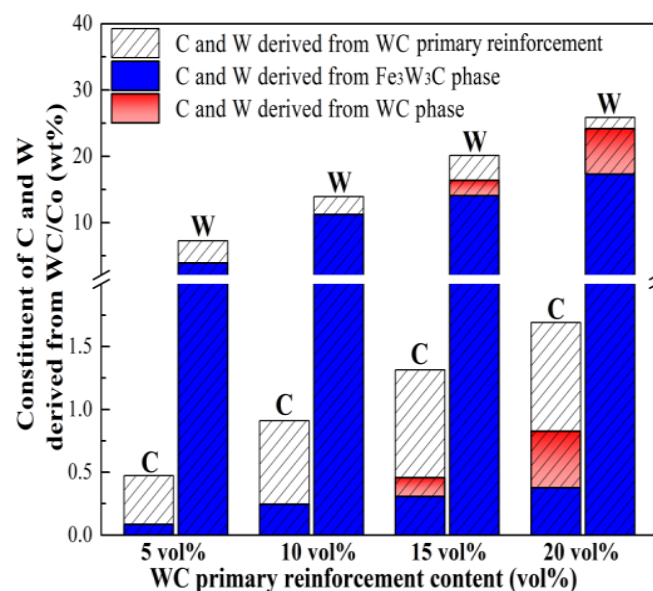 C and W derived from WC primary reinforcement
C and W derived from Fe₃W₃C phase
C and W derived from WC phase
Constituent of C and W
derived from WC/Co (wt%)
40
30
20
10
1.5
1.0
0.5
0.0
C
W
C
W
C
W
C
W
5 vol%
10 vol%
15 vol%
20 vol%
WC primary reinforcement content (vol%)